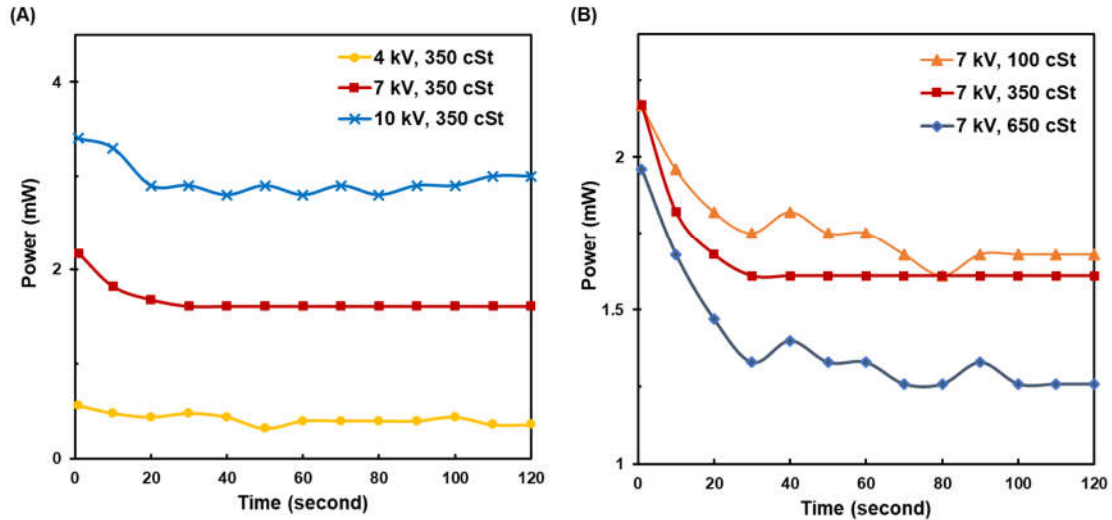 (A)
4 kV, 350 cSt
7 kV, 350 cSt
10 kV, 350 cSt
Power (mW)
4
2
0
0 20 40 60 80 100 120
Time (second)
(B)
7 kV, 100 cSt
7 kV, 350 cSt
7 kV, 650 cSt
Power (mW)
2
1.5
1
0 20 40 60 80 100 120
Time (second)